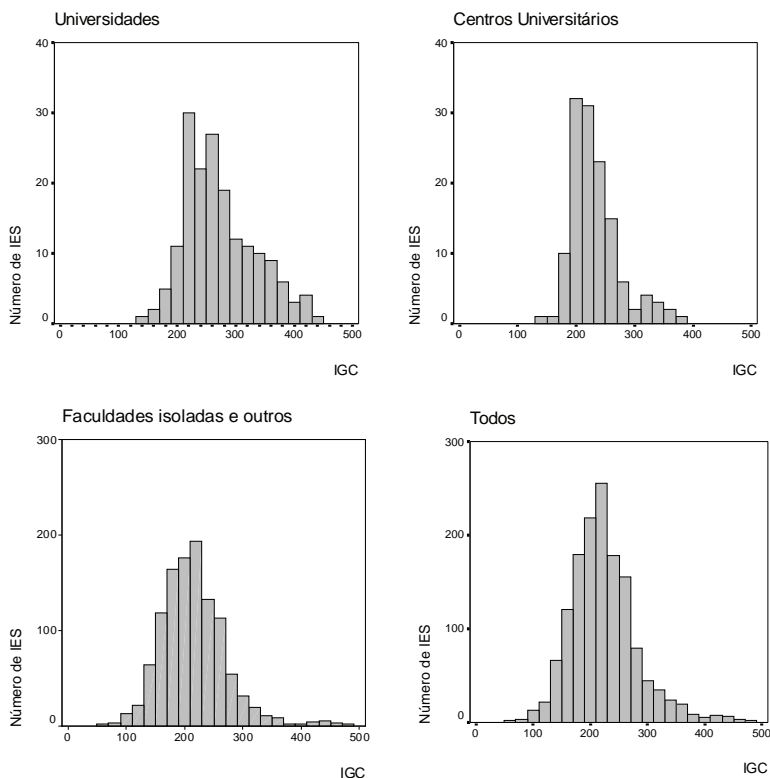 Universidades
40
30
20
10
0
Número de IES
0 100 200 300 400 500
IGC
Centros Universitários
40
30
20
10
0
Número de IES
0 100 200 300 400 500
IGC
Faculdades isoladas e outros
300
200
100
0
Número de IES
0 100 200 300 400 500
IGC
Todos
300
200
100
0
Número de IES
0 100 200 300 400 500
IGC